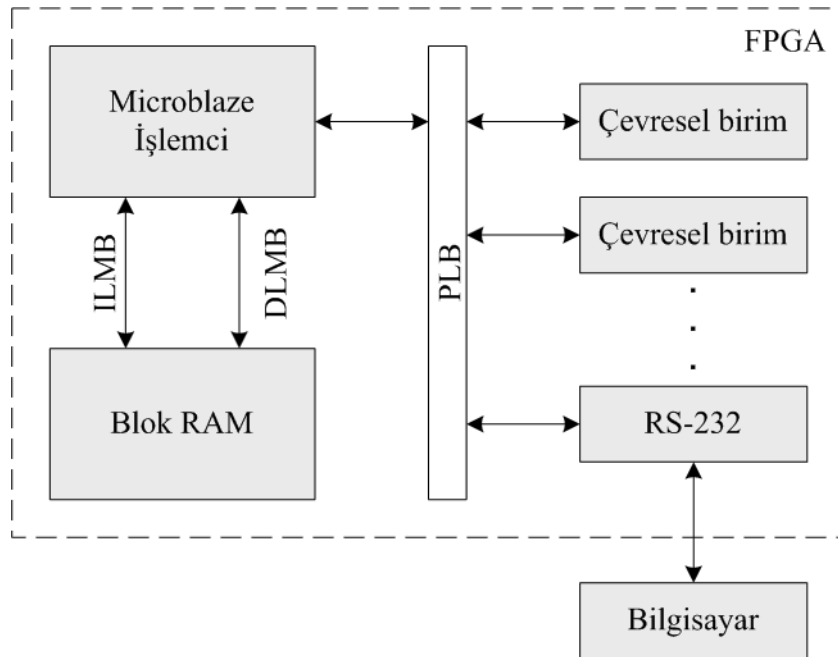 FPGA
Microblaze
İşlemci
Çevresel birim
Çevresel birim
ILMB
DLMB
PLB
Blok RAM
RS-232
Bilgisayar